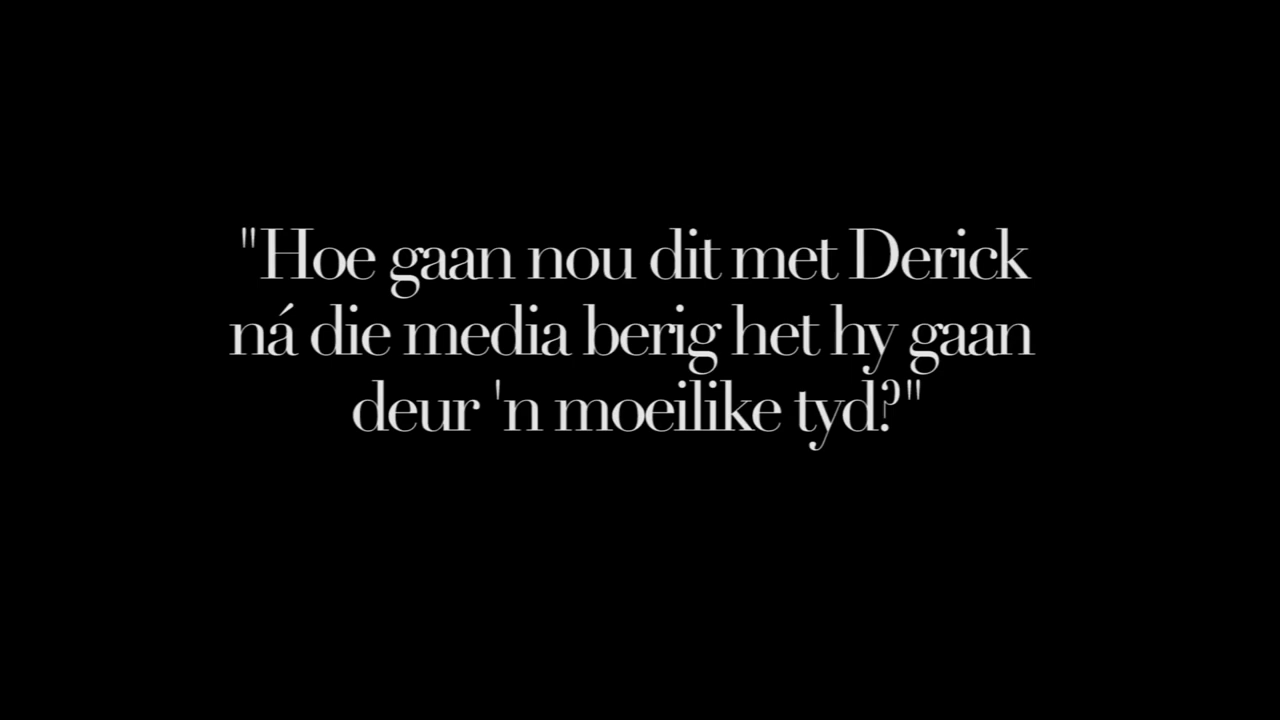 "Hoe gaan nou dit met Derick
ná die media berig het hy gaan
deur 'n moeilike tyd?"